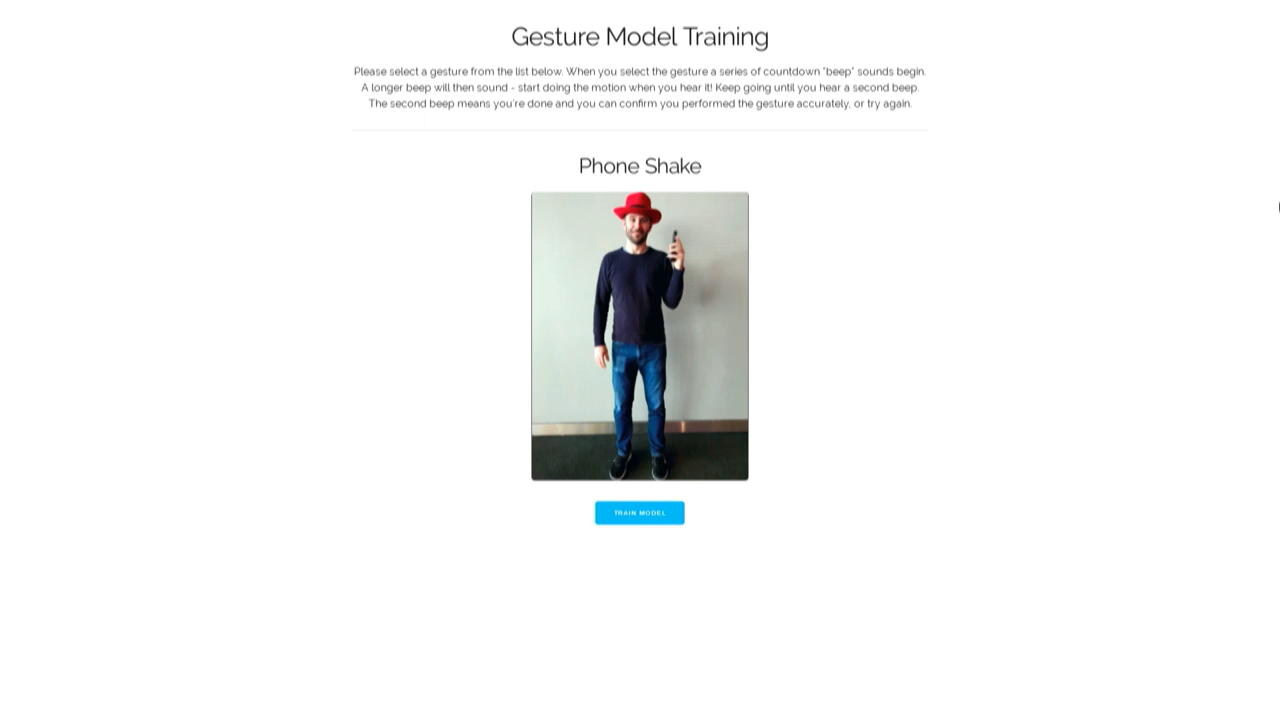 Gesture Model Training
Please select a gesture from the list below. When you select the gesture a series of countdown "beep" sounds begin.
A longer beep will then sound - start doing the motion when you hear it! Keep going until you hear a second beep.
The second beep means you're done and you can confirm you performed the gesture accurately, or try again.
Phone Shake
TRAIN MODEL